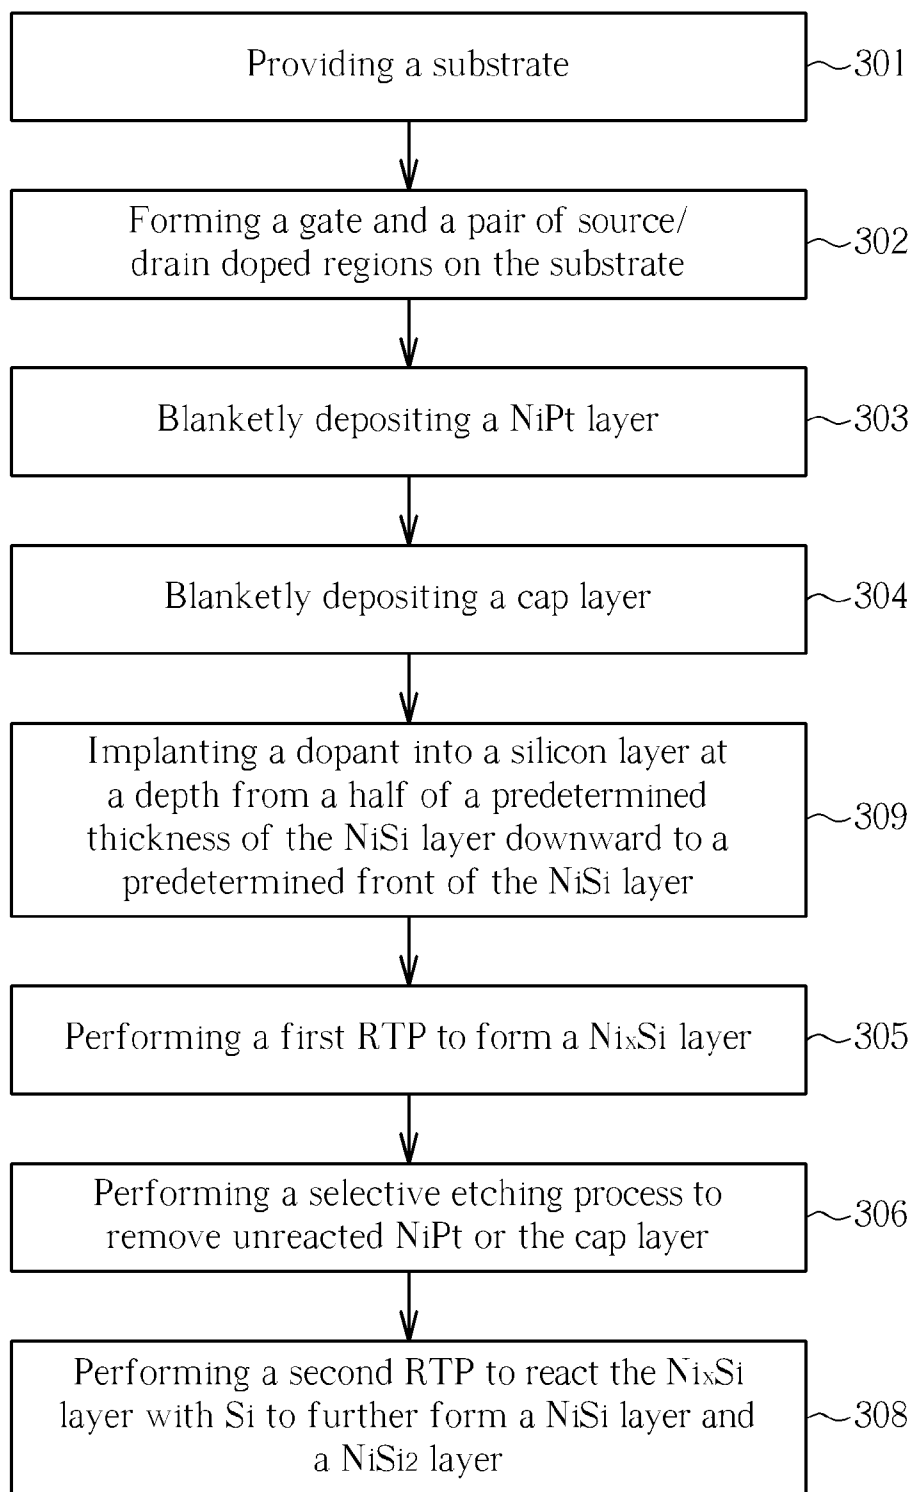 Providing a substrate
301
Forming a gate and a pair of source/
drain doped regions on the substrate
302
Blanketly depositing a NiPt layer
303
Blanketly depositing a cap layer
304
Implanting a dopant into a silicon layer at
a depth from a half of a predetermined
thickness of the NiSi layer downward to a
predetermined front of the NiSi layer
309
Performing a first RTP to form a NixSi layer
305
Performing a selective etching process to
remove unreacted NiPt or the cap layer
306
Performing a second RTP to react the NixSi
layer with Si to further form a NiSi layer and
a NiSi2 layer
308